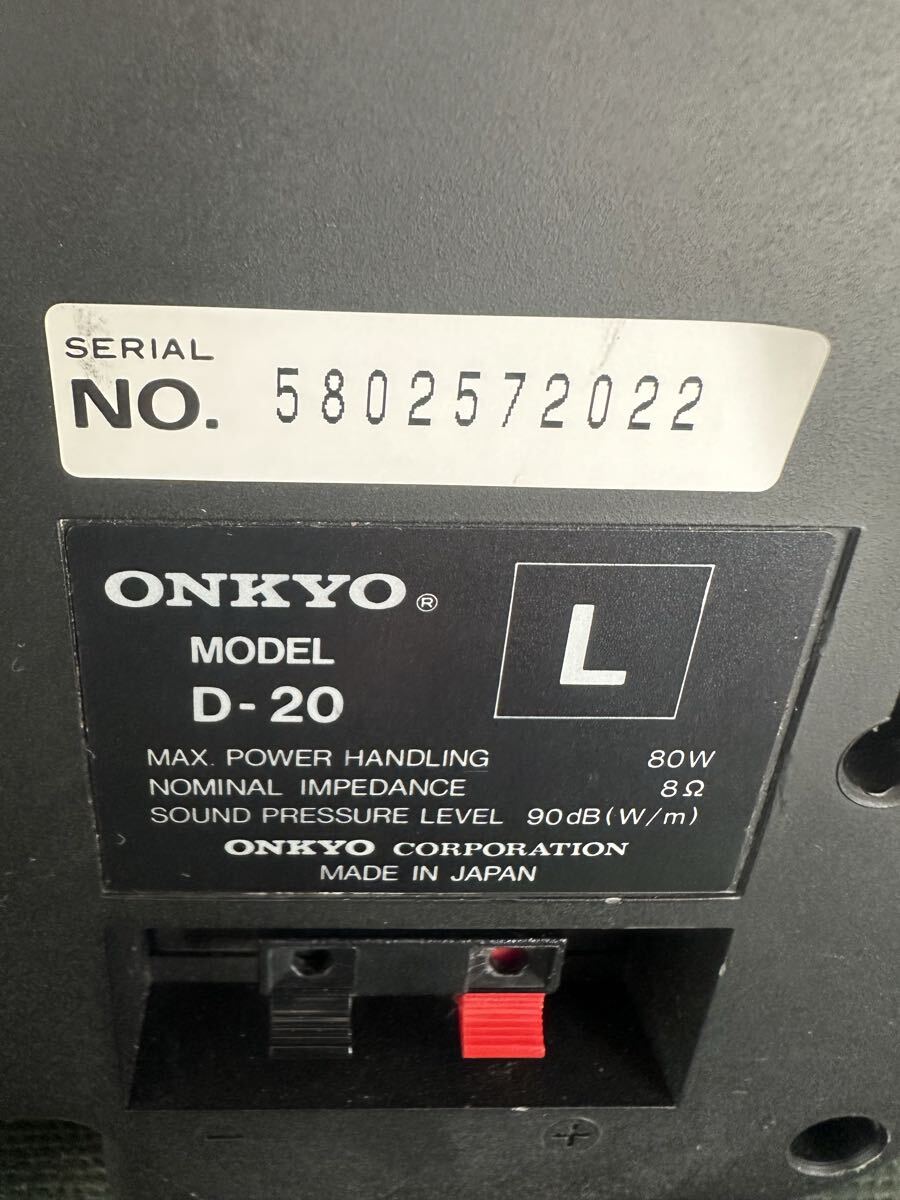 SERIAL
NO. 5802572022
ONKYO®
L
MODEL
D-20
MAX. POWER HANDLING 80W
NOMINAL IMPEDANCE 8Ω
SOUND PRESSURE LEVEL 90dB(W/m)
ONKYO CORPORATION
MADE IN JAPAN
− +